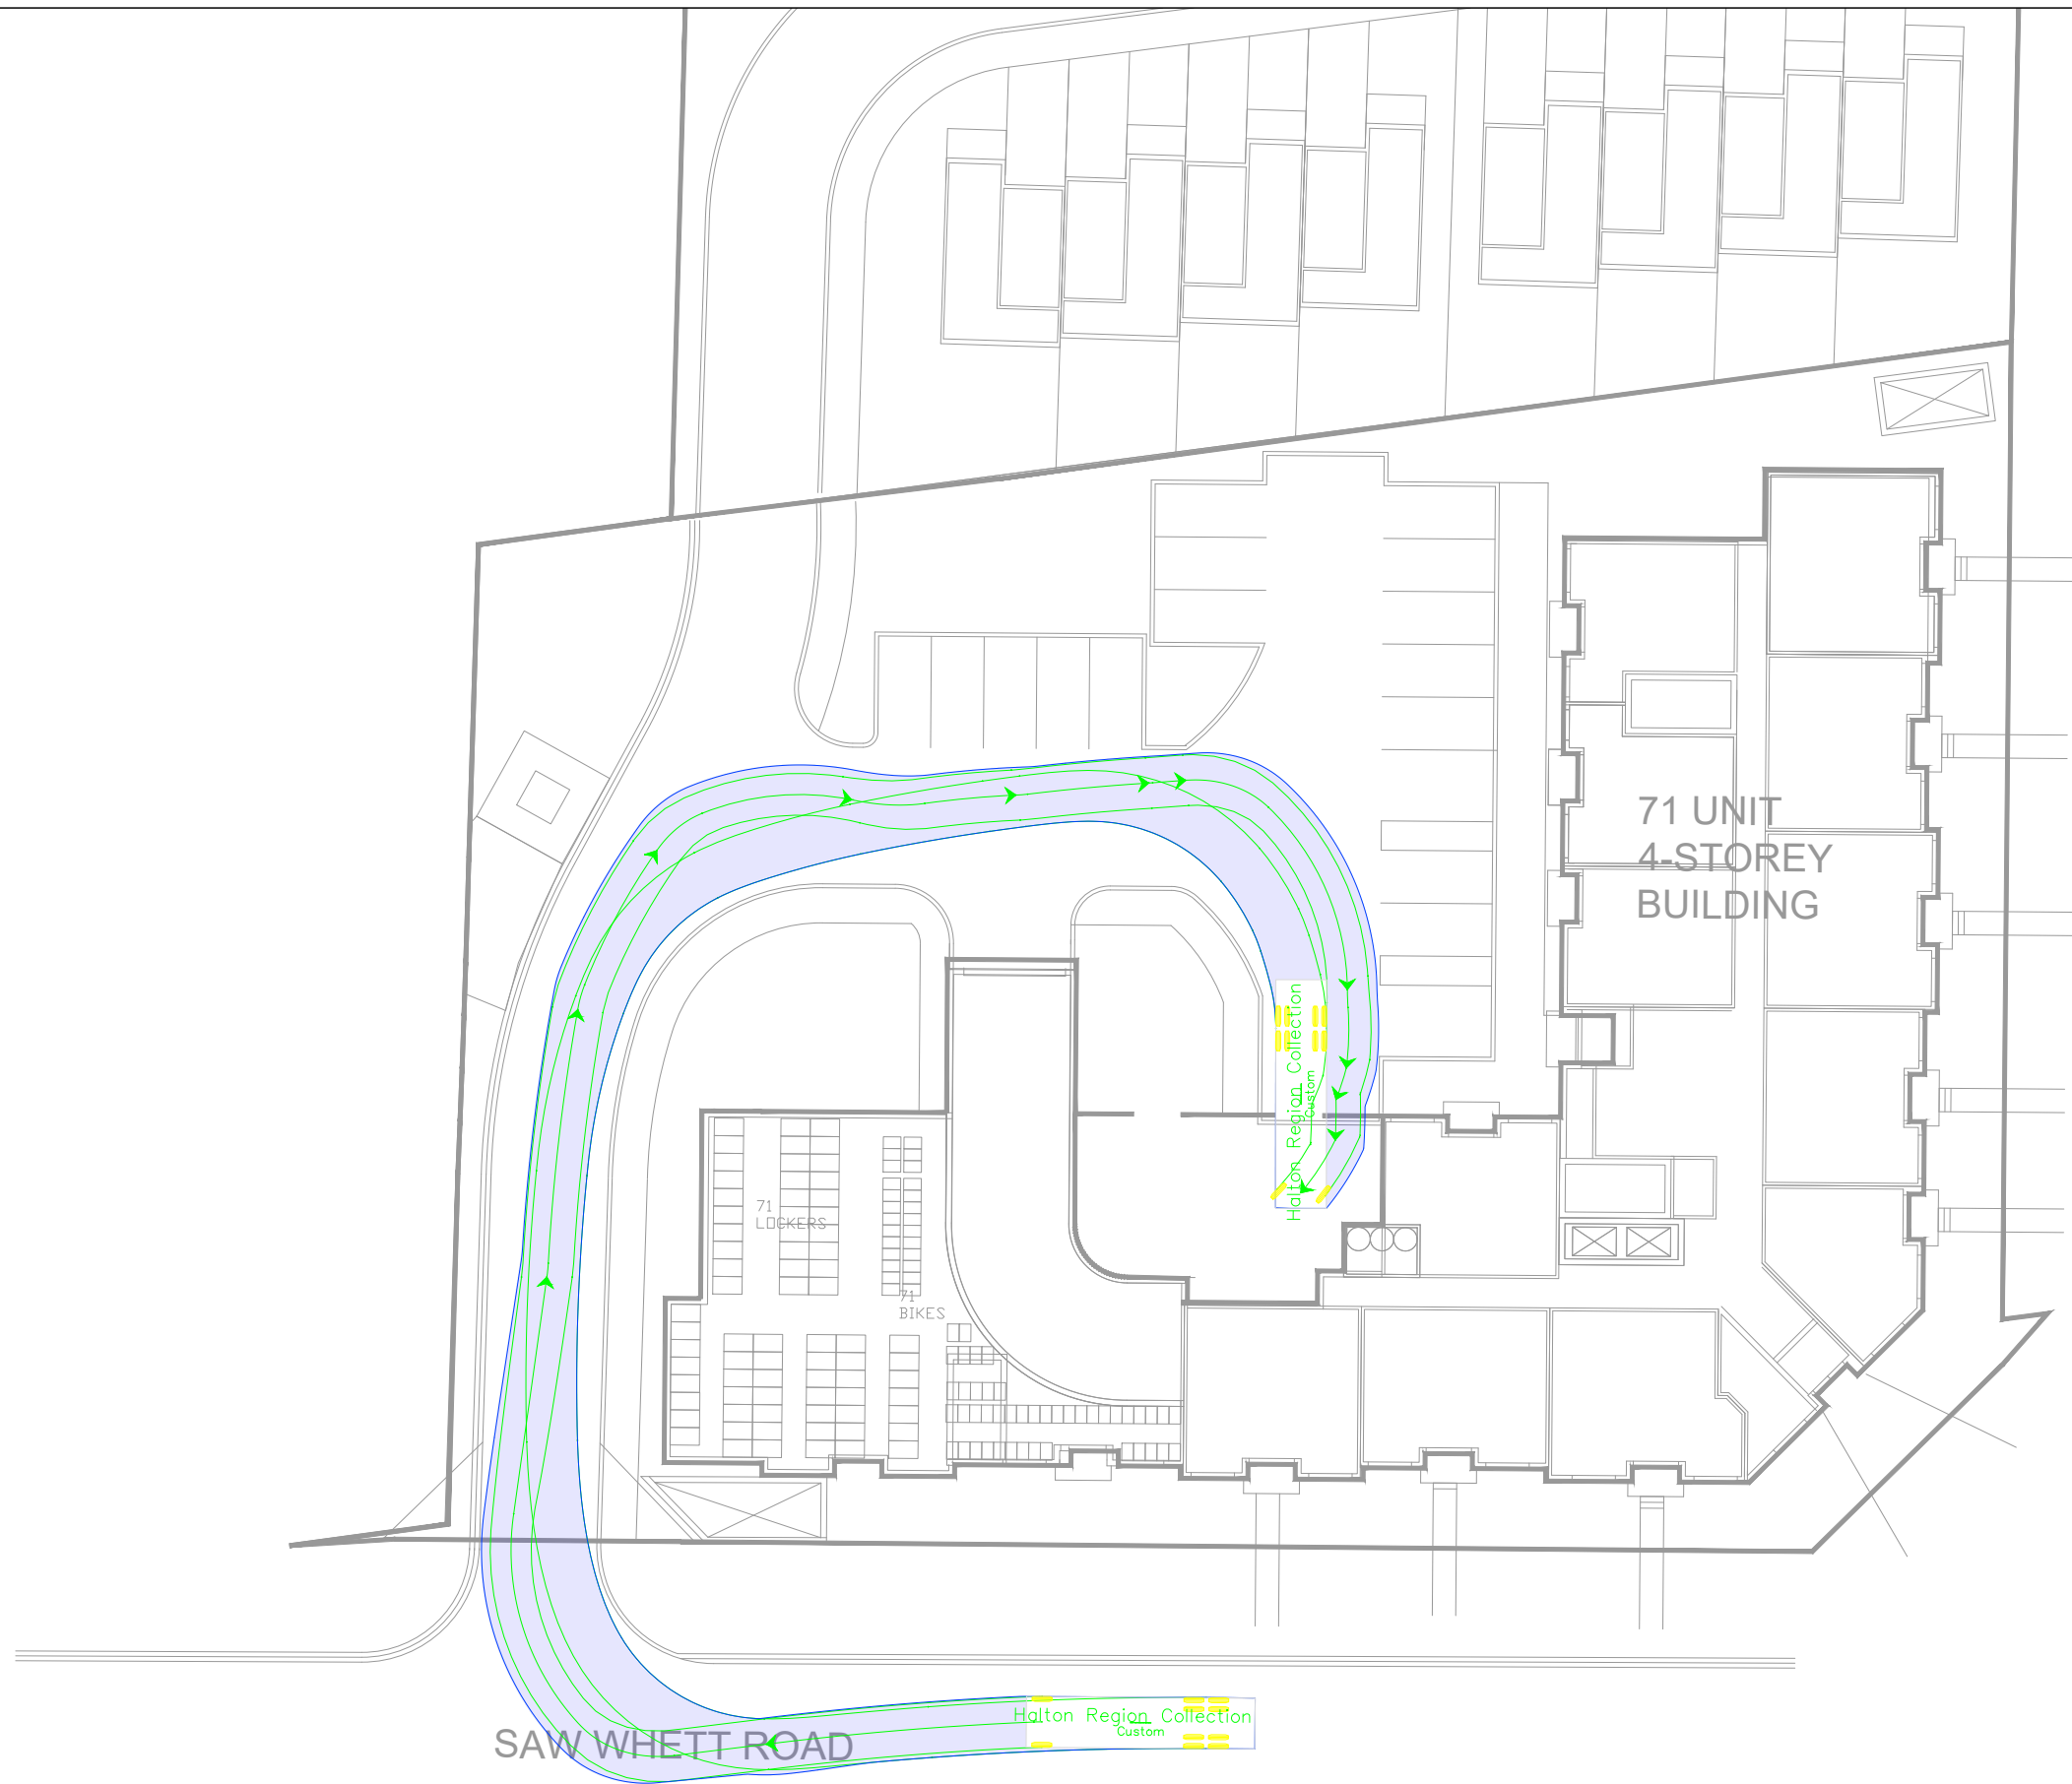 71 UNIT
4-STOREY
BUILDING
Halton Region Collection
Custom
71
LOCKERS
71
BIKES
Halton Region Collection
Custom
SAW WHETT ROAD